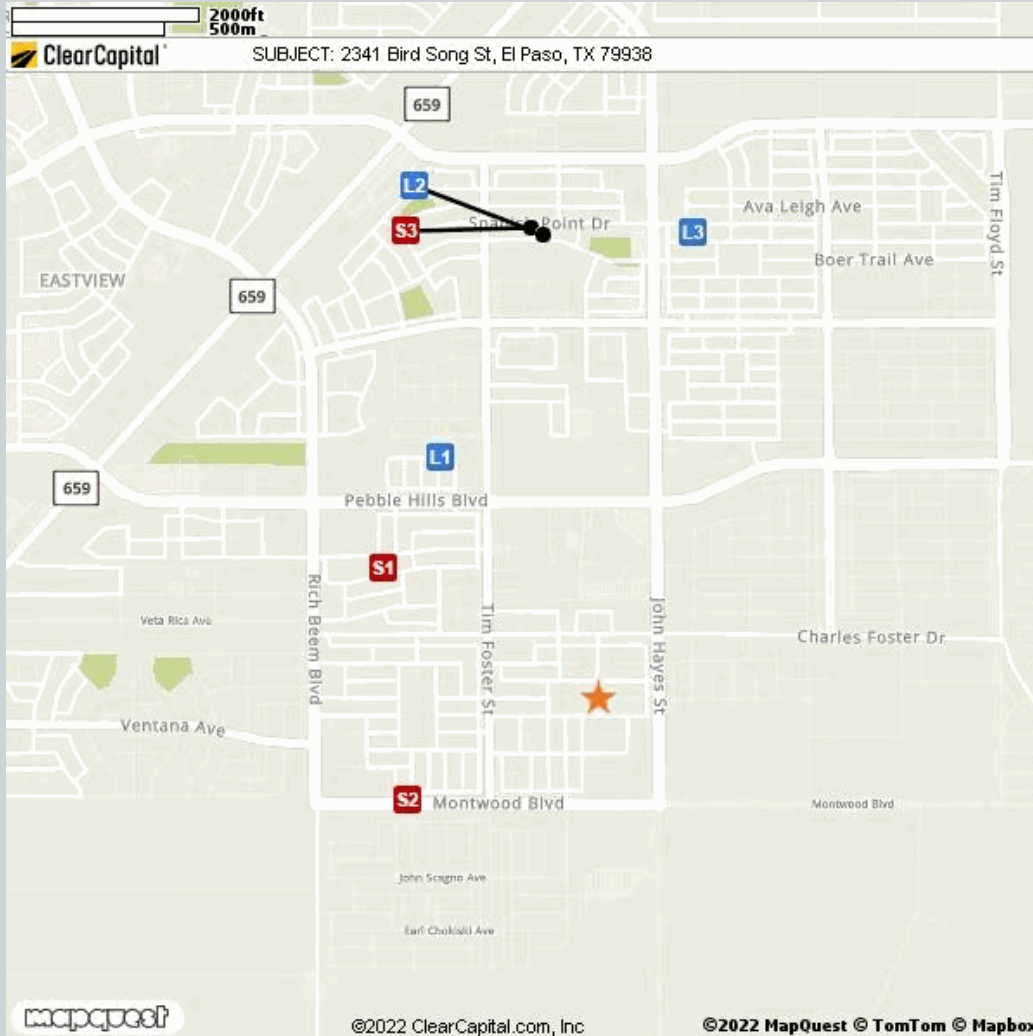 2000ft
500m
ClearCapital
SUBJECT: 2341 Bird Song St, El Paso, TX 79938
659
L2
Tim Floyd St
Ava Leigh Ave
S3
Spanish Point Dr
L3
Boer Trail Ave
EASTVIEW
659
L1
659
Pebble Hills Blvd
S1
Rich Beem Blvd
Tim Foster St
John Hayes St
Veta Rica Ave
Charles Foster Dr
Ventana Ave
S2
Montwood Blvd
Montwood Blvd
John Scagno Ave
Earl Chokiski Ave
mapquest
©2022 ClearCapital.com, Inc
©2022 MapQuest © TomTom © Mapbox